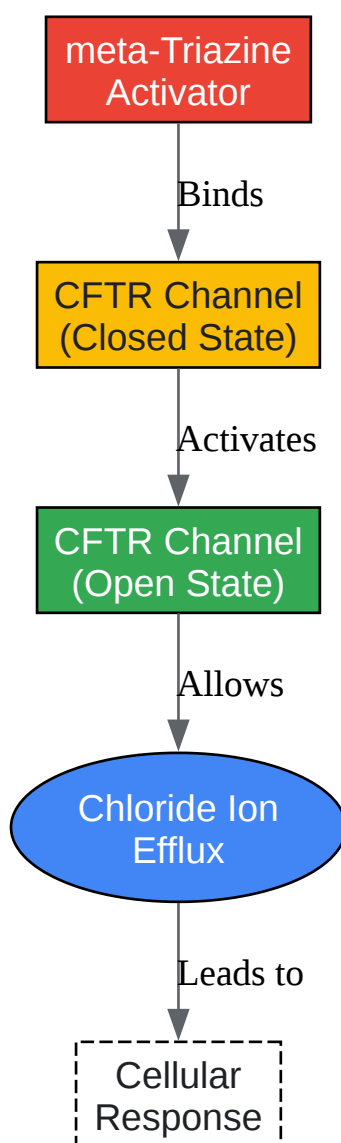 meta-Triazine
Activator
Binds
CFTR Channel
(Closed State)
Activates
CFTR Channel
(Open State)
Allows
Chloride Ion
Efflux
Leads to
Cellular
Response